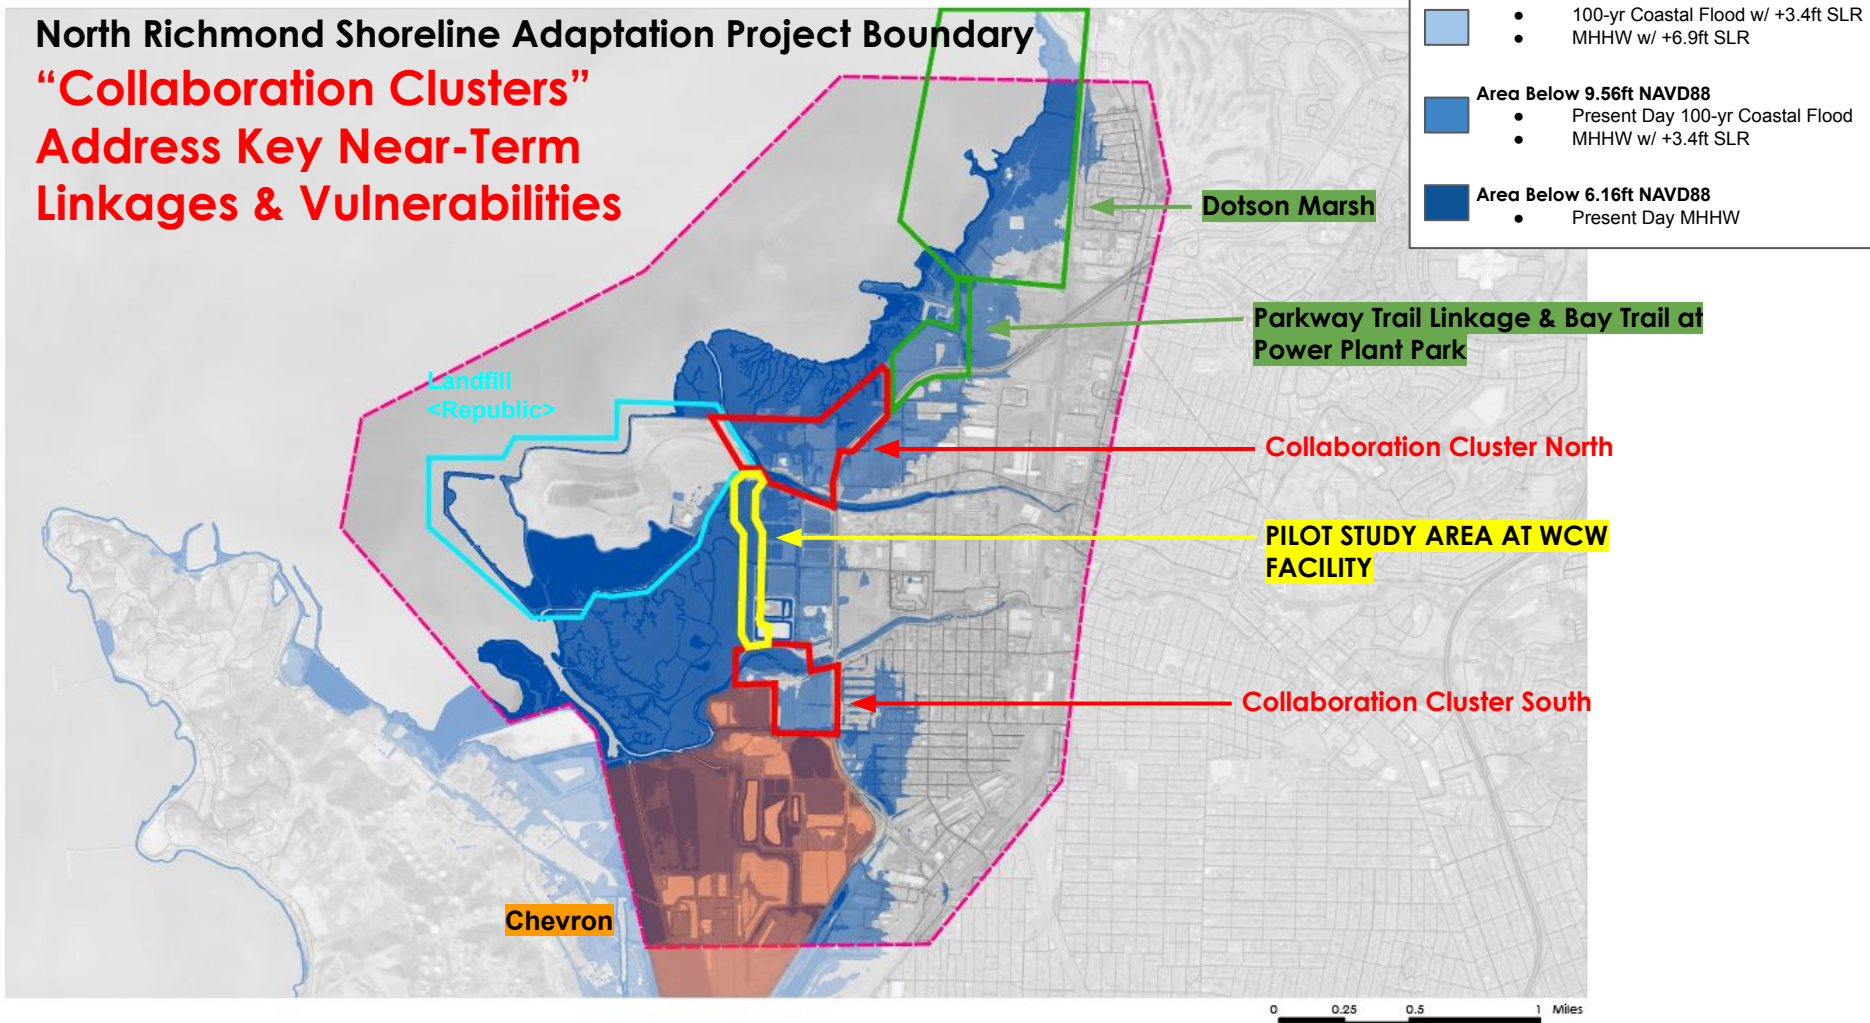 North Richmond Shoreline Adaptation Project Boundary
“Collaboration Clusters”
Address Key Near-Term
Linkages & Vulnerabilities
● 100-yr Coastal Flood w/ +3.4ft SLR
● MHHW w/ +6.9ft SLR
Area Below 9.56ft NAVD88
● Present Day 100-yr Coastal Flood
● MHHW w/ +3.4ft SLR
Area Below 6.16ft NAVD88
● Present Day MHHW
Dotson Marsh
Parkway Trail Linkage & Bay Trail at
Power Plant Park
Landfill
<Republic>
Collaboration Cluster North
PILOT STUDY AREA AT WCW
FACILITY
Collaboration Cluster South
Chevron
0 0.25 0.5 1 Miles